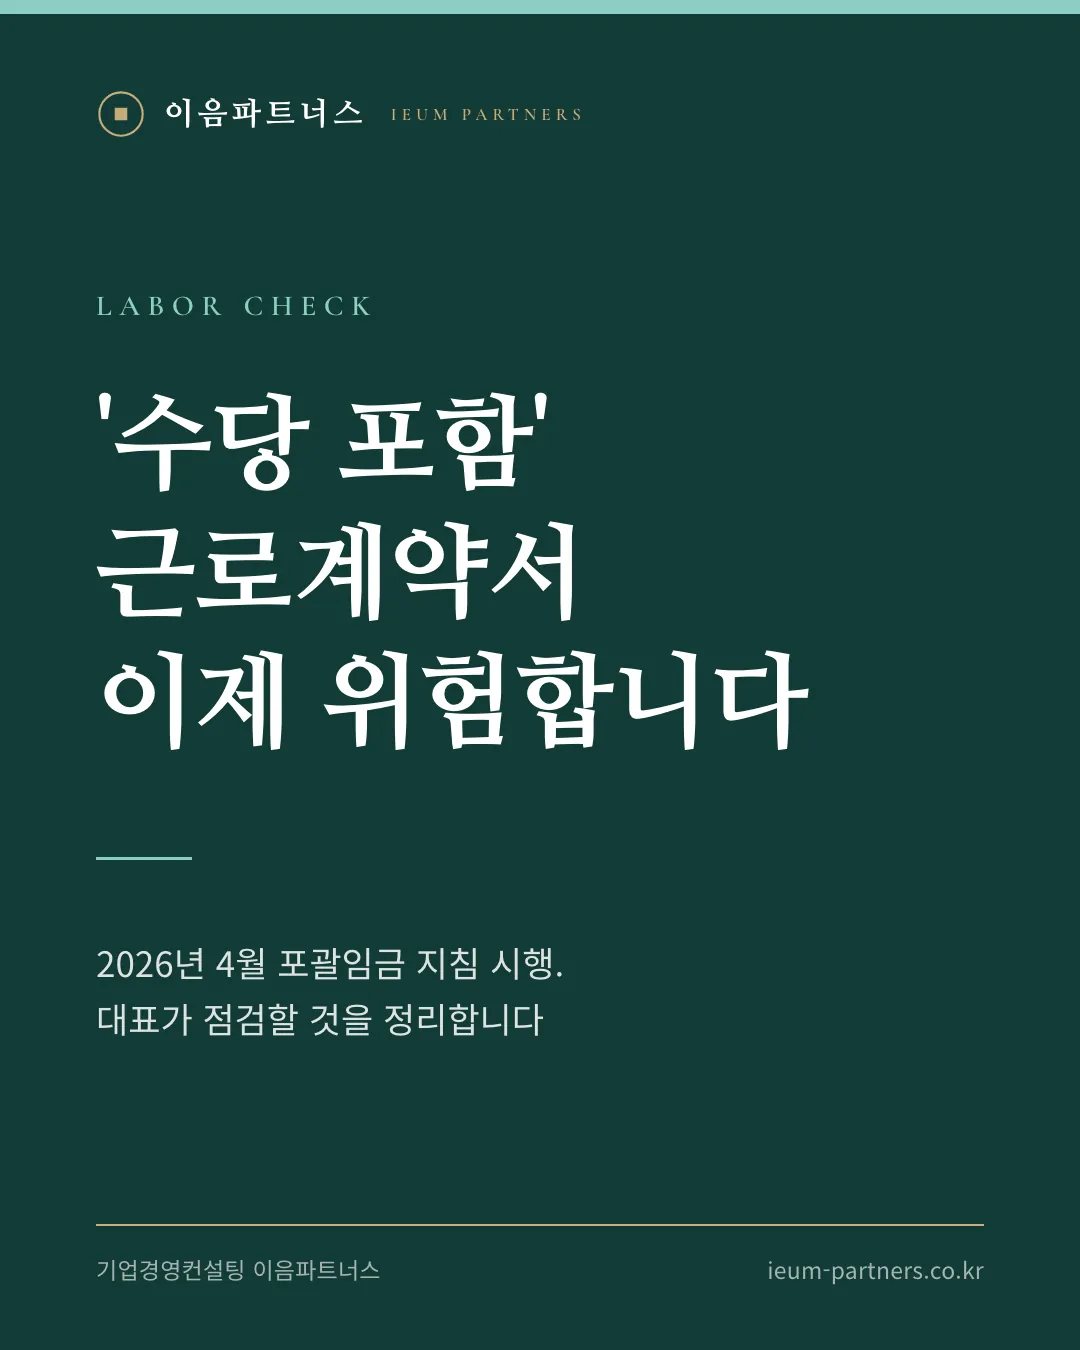 이음파트너스 IEUM PARTNERS
LABOR CHECK
'수당 포함'
근로계약서
이제 위험합니다
2026년 4월 포괄임금 지침 시행.
대표가 점검할 것을 정리합니다
기업경영컨설팅 이음파트너스 ieum-partners.co.kr